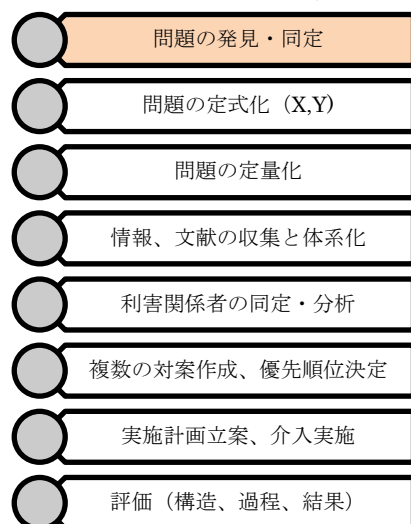 問題の発見・同定
問題の定式化（X,Y)
問題の定量化
情報、文献の収集と体系化
利害関係者の同定・分析
複数の対案作成、優先順位決定
実施計画立案、介入実施
評価（構造、過程、結果）